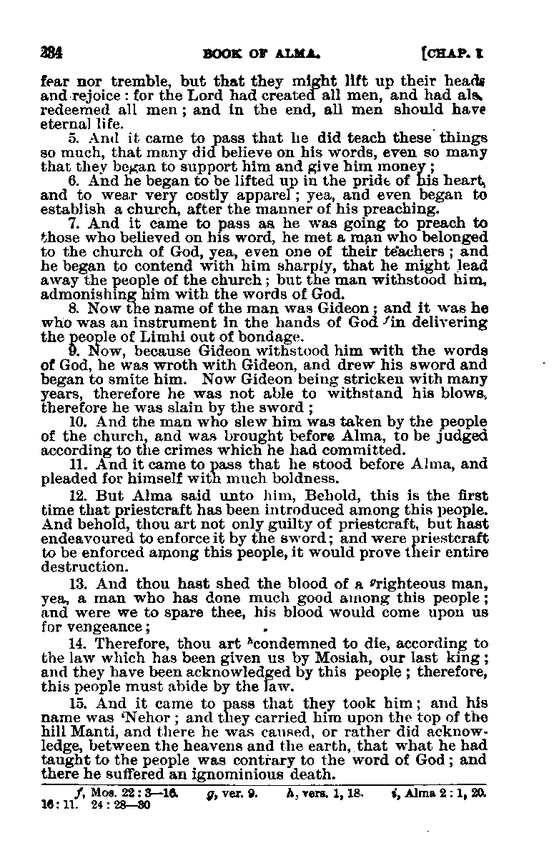 234 BOOK OF ALMA. [CHAP. I
fear nor tremble, but that they might lift up their heads
and rejoice : for the Lord had created all men, and had als
redeemed all men ; and in the end, all men should have
eternal life.
5. And it came to pass that he did teach these things
so much, that many did believe on his words, even so many
that they began to support him and give him money ;
6. And he began to be lifted up in the pride of his heart,
and to wear very costly apparel ; yea, and even began to
establish a church, after the manner of his preaching.
7. And it came to pass as he was going to preach to
those who believed on his word, he met a man who belonged
to the church of God, yea, even one of their teachers ; and
he began to contend with him sharply, that he might lead
away the people of the church ; but the man withstood him,
admonishing him with the words of God.
8. Now the name of the man was Gideon ; and it was he
who was an instrument in the hands of God fin delivering
the people of Limhi out of bondage.
9. Now, because Gideon withstood him with the words
of God, he was wroth with Gideon, and drew his sword and
began to smite him. Now Gideon being stricken with many
years, therefore he was not able to withstand his blows,
therefore he was slain by the sword ;
10. And the man who slew him was taken by the people
of the church, and was brought before Alma, to be judged
according to the crimes which he had committed.
11. And it came to pass that he stood before Alma, and
pleaded for himself with much boldness.
12. But Alma said unto him, Behold, this is the first
time that priestcraft has been introduced among this people.
And behold, thou art not only guilty of priestcraft, but hast
endeavoured to enforce it by the sword ; and were priestcraft
to be enforced among this people, it would prove their entire
destruction.
13. And thou hast shed the blood of a grighteous man,
yea, a man who has done much good among this people ;
and were we to spare thee, his blood would come upon us
for vengeance ;
14. Therefore, thou art hcondemned to die, according to
the law which has been given us by Mosiah, our last king ;
and they have been acknowledged by this people ; therefore,
this people must abide by the law.
15. And it came to pass that they took him ; and his
name was iNehor ; and they carried him upon the top of the
hill Manti, and there he was caused, or rather did acknow-
ledge, between the heavens and the earth, that what he had
taught to the people was contrary to the word of God ; and
there he suffered an ignominious death.
f, Mos. 22 : 3—16. g, ver. 9. h, vers. 1, 18. i, Alma 2 : 1, 20.
16 : 11. 24 : 28—30